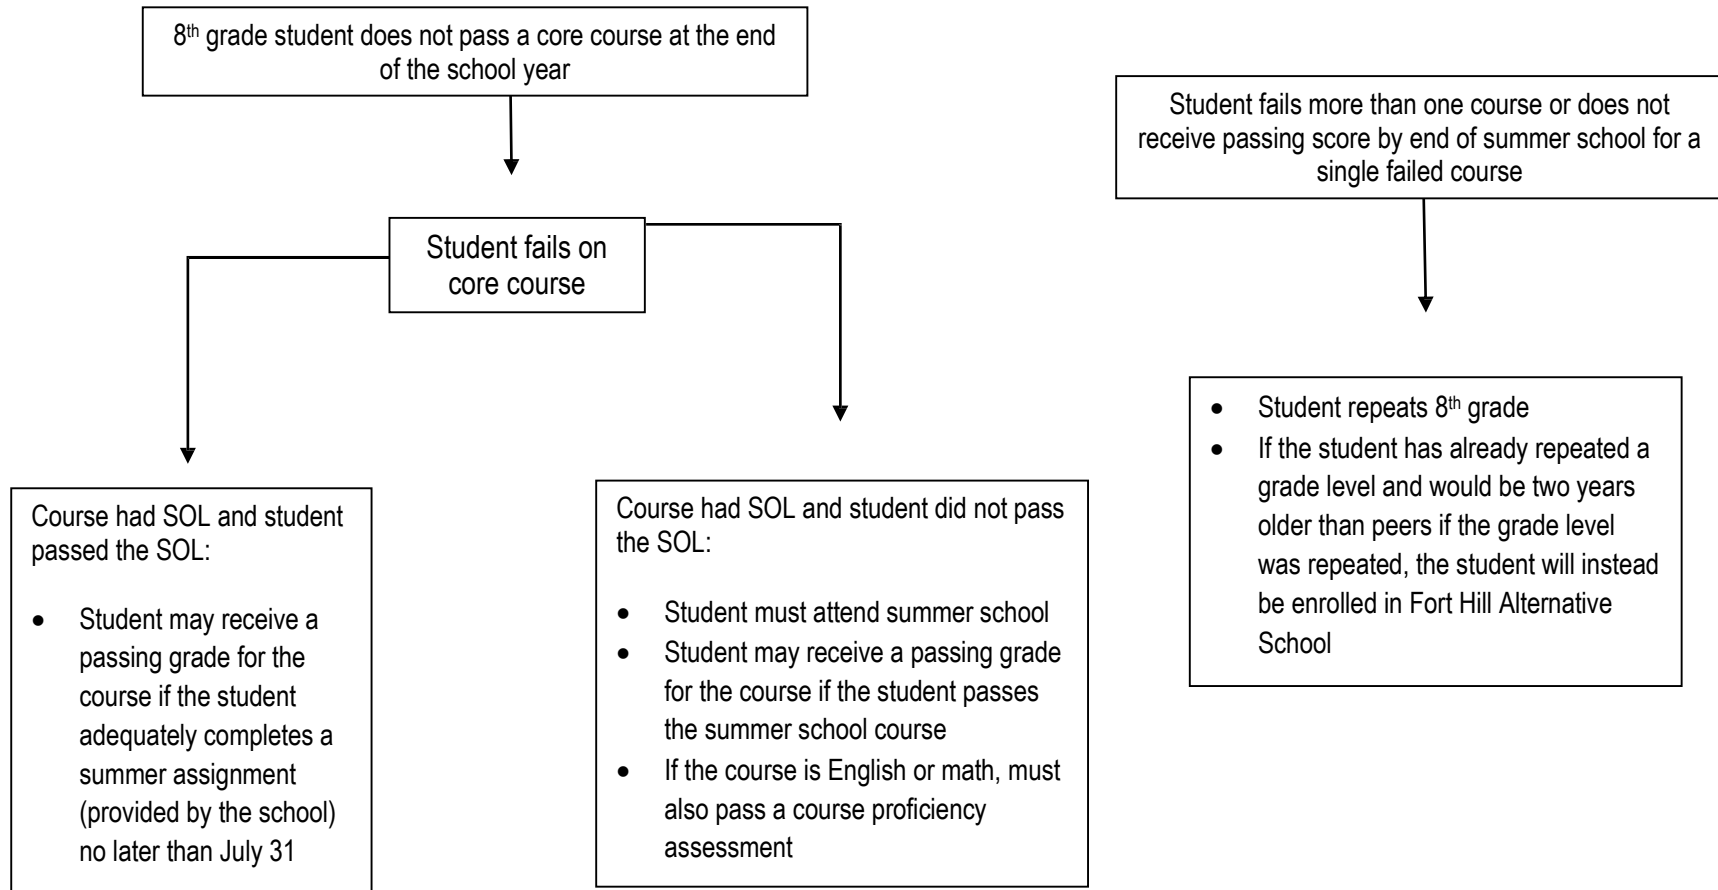 8th grade student does not pass a core course at the end
of the school year
Student fails more than one course or does not
receive passing score by end of summer school for a
single failed course
Student fails on
core course
Course had SOL and student
passed the SOL:
• Student may receive a
passing grade for the
course if the student
adequately completes a
summer assignment
(provided by the school)
no later than July 31
Course had SOL and student did not pass
the SOL:
• Student must attend summer school
• Student may receive a passing grade
for the course if the student passes
the summer school course
• If the course is English or math, must
also pass a course proficiency
assessment
• Student repeats 8th grade
• If the student has already repeated a
grade level and would be two years
older than peers if the grade level
was repeated, the student will instead
be enrolled in Fort Hill Alternative
School